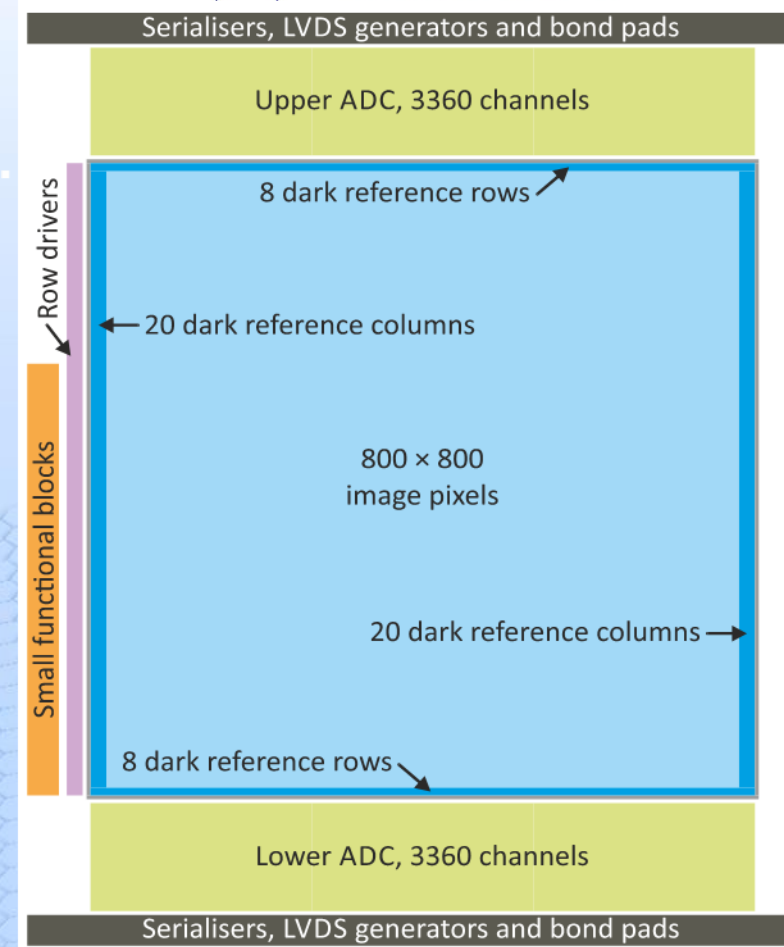 Serialisers, LVDS generators and bond pads
Upper ADC, 3360 channels
8 dark reference rows
Row drivers
20 dark reference columns
800 × 800
image pixels
Small functional blocks
20 dark reference columns
8 dark reference rows
Lower ADC, 3360 channels
Serialisers, LVDS generators and bond pads